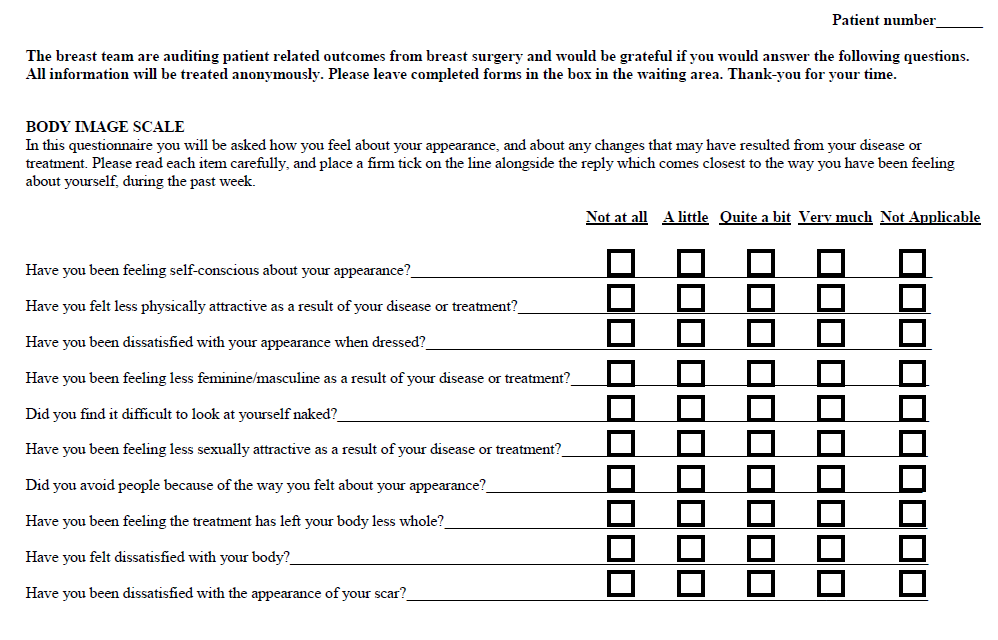 Patient number______
The breast team are auditing patient related outcomes from breast surgery and would be grateful if you would answer the following questions.
All information will be treated anonymously. Please leave completed forms in the box in the waiting area. Thank-you for your time.
BODY IMAGE SCALE
In this questionnaire you will be asked how you feel about your appearance, and about any changes that may have resulted from your disease or
treatment. Please read each item carefully, and place a firm tick on the line alongside the reply which comes closest to the way you have been feeling
about yourself, during the past week.
Not at all A little Quite a bit Very much Not Applicable
Have you been feeling self-conscious about your appearance?
Have you felt less physically attractive as a result of your disease or treatment?
Have you been dissatisfied with your appearance when dressed?
Have you been feeling less feminine/masculine as a result of your disease or treatment?
Did you find it difficult to look at yourself naked?
Have you been feeling less sexually attractive as a result of your disease or treatment?
Did you avoid people because of the way you felt about your appearance?
Have you been feeling the treatment has left your body less whole?
Have you felt dissatisfied with your body?
Have you been dissatisfied with the appearance of your scar?